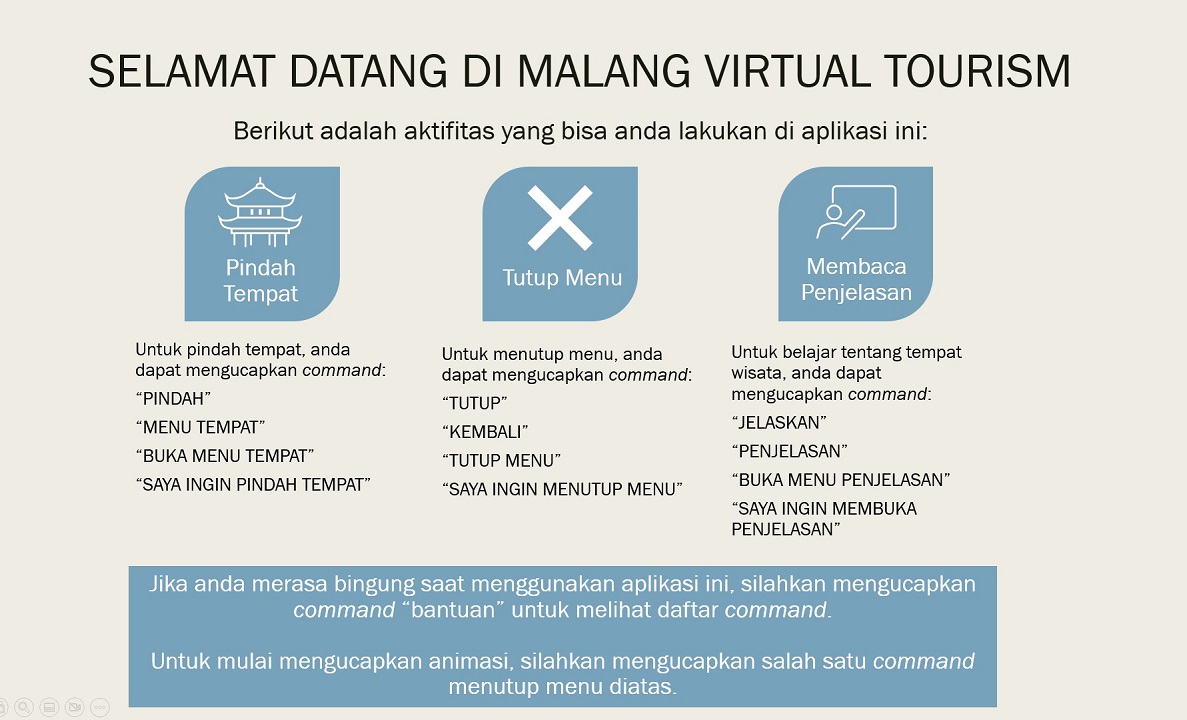 SELAMAT DATANG DI MALANG VIRTUAL TOURISM
Berikut adalah aktifitas yang bisa anda lakukan di aplikasi ini:
Pindah
Tempat
Tutup Menu
Membaca
Penjelasan
Untuk pindah tempat, anda
dapat mengucapkan command:
“PINDAH”
“MENU TEMPAT”
“BUKA MENU TEMPAT”
“SAYA INGIN PINDAH TEMPAT”
Untuk menutup menu, anda
dapat mengucapkan command:
“TUTUP”
“KEMBALI”
“TUTUP MENU”
“SAYA INGIN MENUTUP MENU”
Untuk belajar tentang tempat
wisata, anda dapat
mengucapkan command:
“JELASKAN”
“PENJELASAN”
“BUKA MENU PENJELASAN”
“SAYA INGIN MEMBUKA
PENJELASAN”
Jika anda merasa bingung saat menggunakan aplikasi ini, silahkan mengucapkan
command “bantuan” untuk melihat daftar command.
Untuk mulai mengucapkan animasi, silahkan mengucapkan salah satu command
menutup menu diatas.